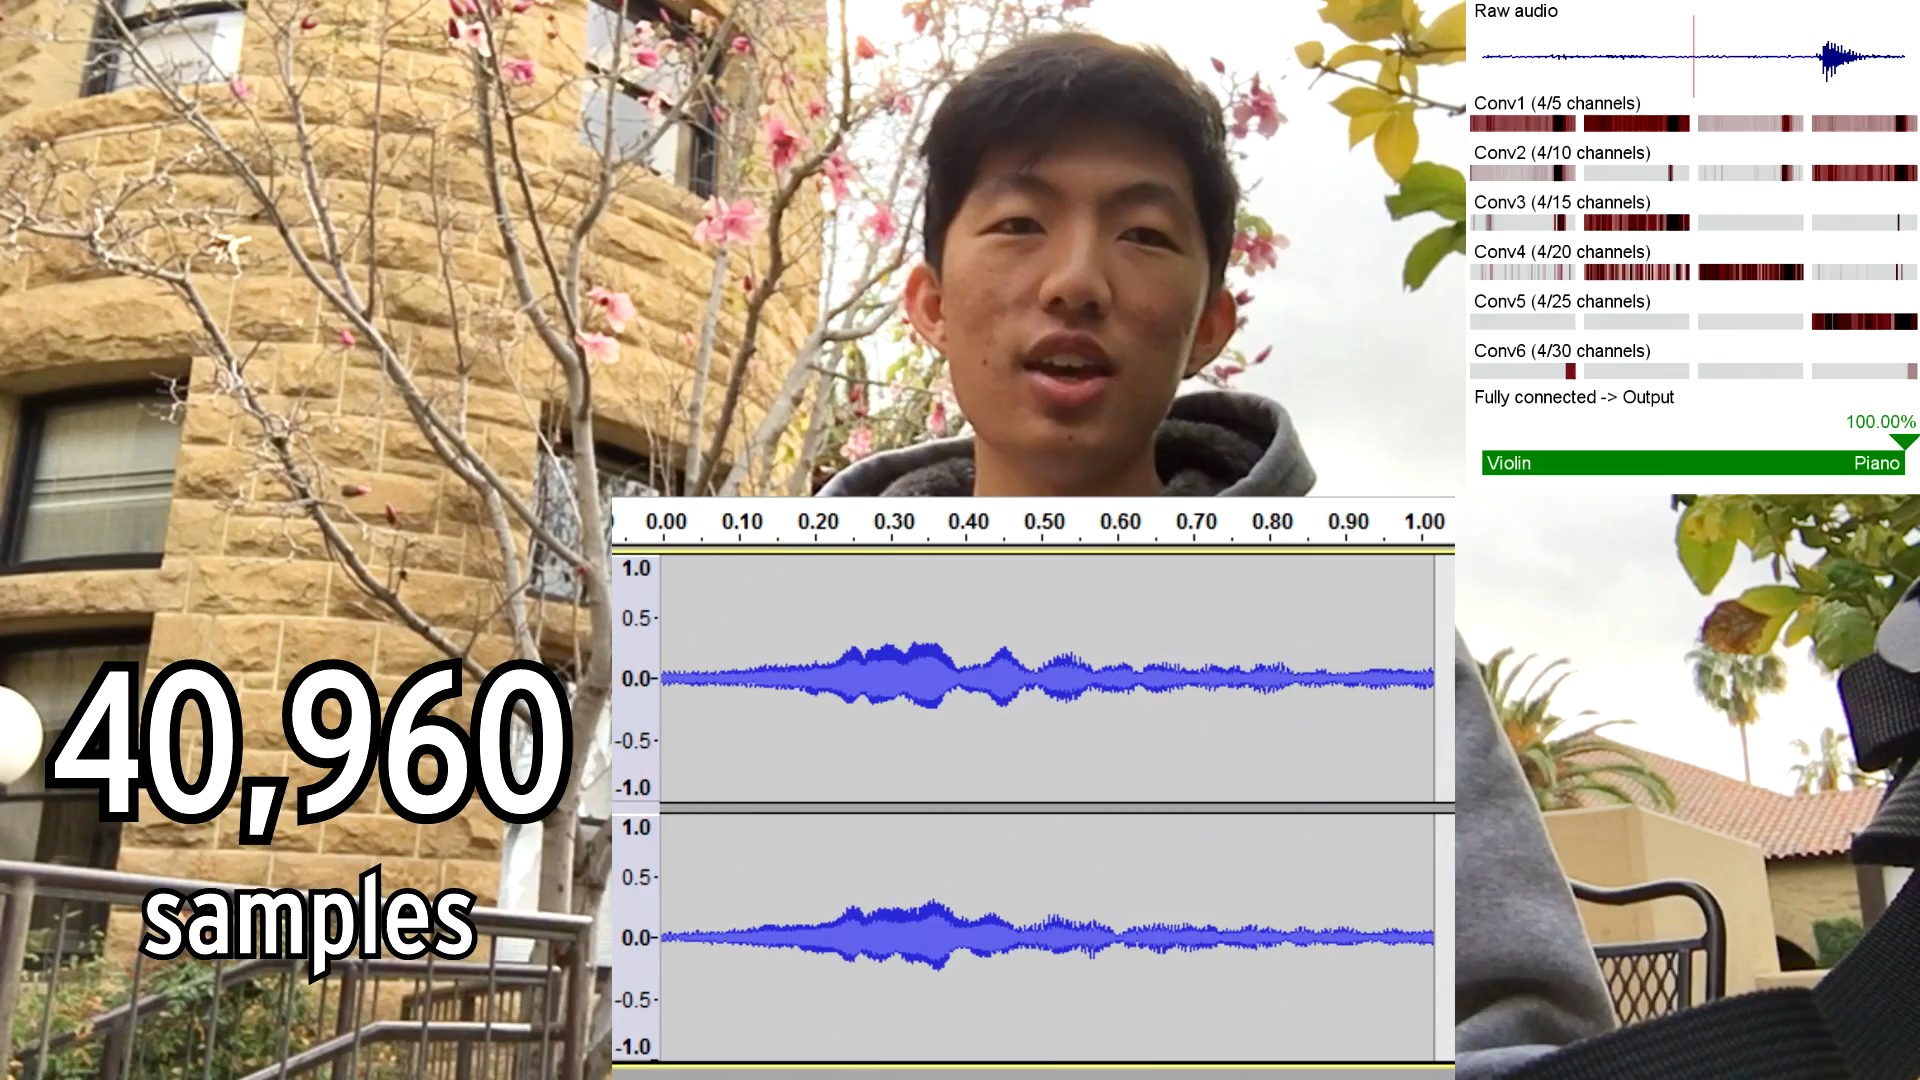 Raw audio
Conv1 (4/5 channels)
Conv2 (4/10 channels)
Conv3 (4/15 channels)
Conv4 (4/20 channels)
Conv5 (4/25 channels)
Conv6 (4/30 channels)
Fully connected -> Output
100.00%
Violin Piano
0.00 0.10 0.20 0.30 0.40 0.50 0.60 0.70 0.80 0.90 1.00
1.0
0.5
0.0
-0.5
-1.0
1.0
0.5
0.0
-0.5
-1.0
40,960
samples